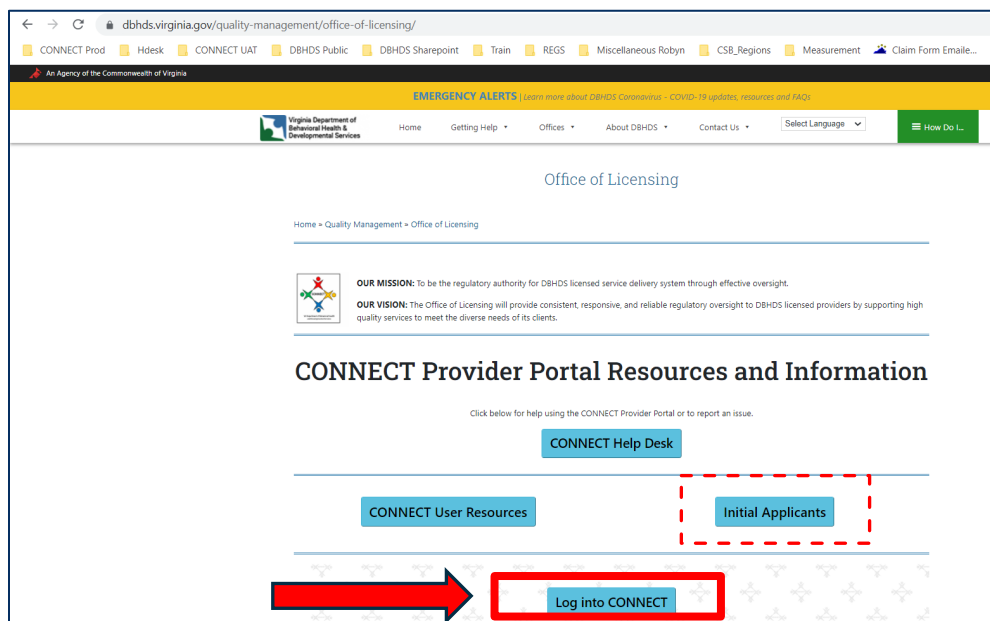 dbhds.virginia.gov/quality-management/office-of-licensing/
CONNECT Prod Hdesk CONNECT UAT DBHDS Public DBHDS Sharepoint Train REGS Miscellaneous Robyn CSB_Regions Measurement Claim Form Emaile...
An Agency of the Commonwealth of Virginia
EMERGENCY ALERTS | Learn more about DBHDS Coronavirus – COVID-19 updates, resources and FAQs
Virginia Department of
Behavioral Health &
Developmental Services
Home Getting Help Offices About DBHDS Contact Us Select Language How Do I...
Office of Licensing
Home » Quality Management » Office of Licensing
OUR MISSION: To be the regulatory authority for DBHDS licensed service delivery system through effective oversight.
OUR VISION: The Office of Licensing will provide consistent, responsive, and reliable regulatory oversight to DBHDS licensed providers by supporting high
quality services to meet the diverse needs of its clients.
CONNECT Provider Portal Resources and Information
Click below for help using the CONNECT Provider Portal or to report an issue.
CONNECT Help Desk
CONNECT User Resources Initial Applicants
Log into CONNECT